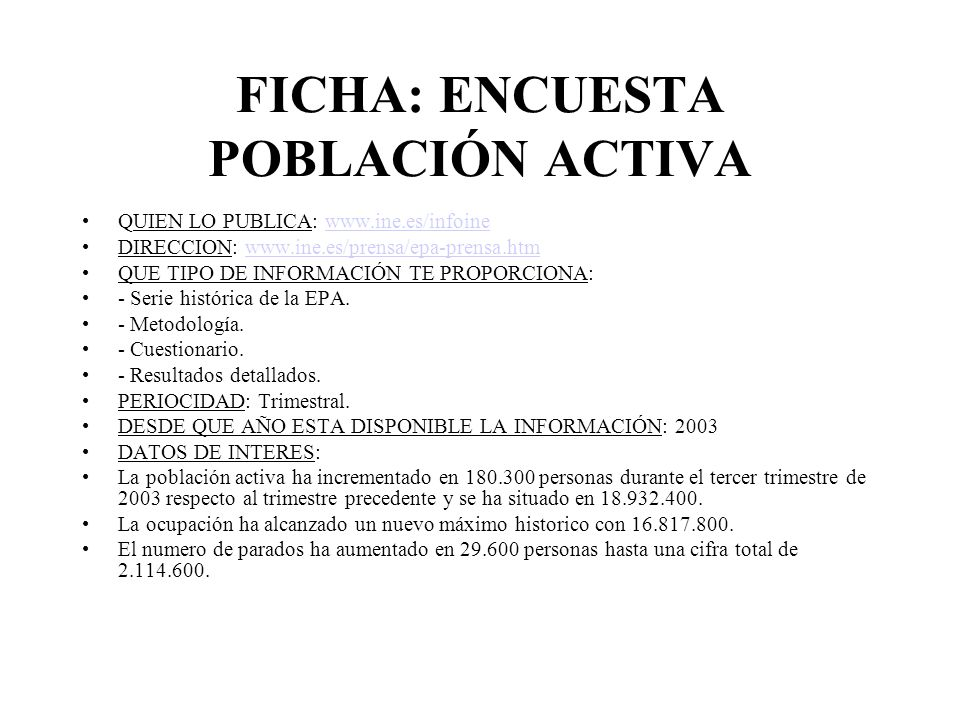 FICHA: ENCUESTA
POBLACIÓN ACTIVA
• QUIEN LO PUBLICA: www.ine.es/infoine
• DIRECCION: www.ine.es/prensa/epa-prensa.htm
• QUE TIPO DE INFORMACIÓN TE PROPORCIONA:
• - Serie histórica de la EPA.
• - Metodología.
• - Cuestionario.
• - Resultados detallados.
• PERIOCIDAD: Trimestral.
• DESDE QUE AÑO ESTA DISPONIBLE LA INFORMACIÓN: 2003
• DATOS DE INTERES:
• La población activa ha incrementado en 180.300 personas durante el tercer trimestre de
2003 respecto al trimestre precedente y se ha situado en 18.932.400.
• La ocupación ha alcanzado un nuevo máximo historico con 16.817.800.
• El numero de parados ha aumentado en 29.600 personas hasta una cifra total de
2.114.600.